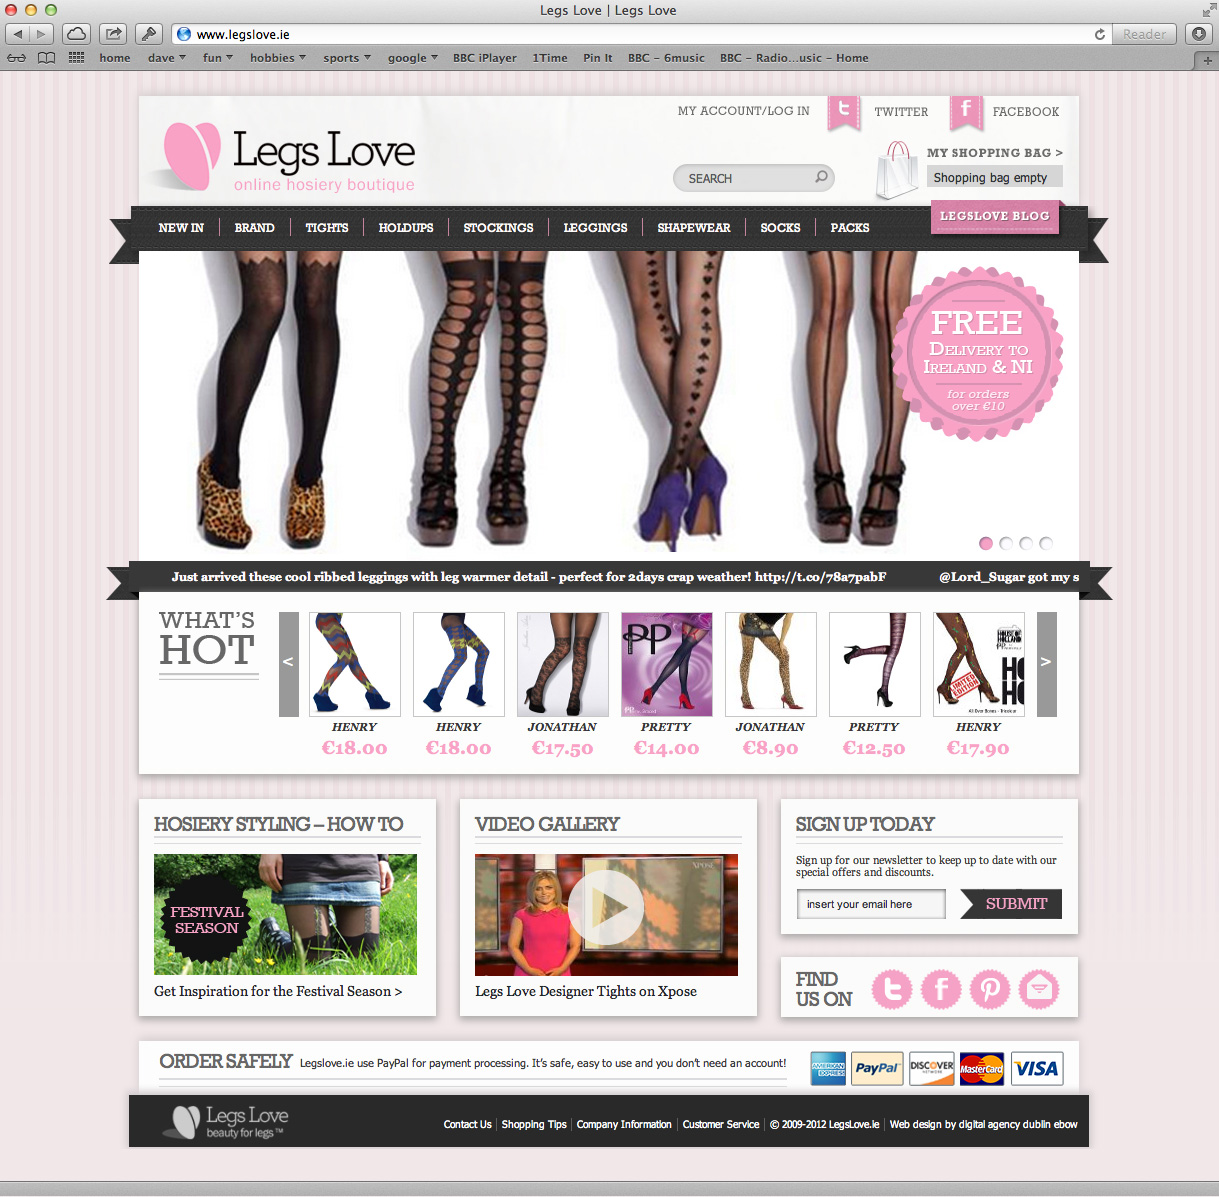 Legs Love | Legs Love
www.legslove.ie
Reader
home dave fun hobbies sports google BBC iPlayer 1Time Pin It BBC - 6music BBC - Radio...usic - Home
MY ACCOUNT/LOG IN TWITTER FACEBOOK
Legs Love
online hosiery boutique
SEARCH
MY SHOPPING BAG >
Shopping bag empty
LEGSLOVE BLOG
NEW IN BRAND TIGHTS HOLDUPS STOCKINGS LEGGINGS SHAPEWEAR SOCKS PACKS
FREE
DELIVERY TO
IRELAND & NI
for orders
over €10
Just arrived these cool ribbed leggings with leg warmer detail - perfect for 2days crap weather! http://t.co/78a7pabF @Lord_Sugar got my s
WHAT'S
HOT
<
>
PP
HOUSE OF
HOLLAND
LIMITED
EDITION
HENRY HENRY JONATHAN PRETTY JONATHAN PRETTY HENRY
€18.00 €18.00 €17.50 €14.00 €8.90 €12.50 €17.90
HOSIERY STYLING – HOW TO
FESTIVAL
SEASON
Get Inspiration for the Festival Season >
VIDEO GALLERY
XPOSE
Legs Love Designer Tights on Xpose
SIGN UP TODAY
Sign up for our newsletter to keep up to date with our
special offers and discounts.
insert your email here
SUBMIT
FIND
US ON
ORDER SAFELY Legslove.ie use PayPal for payment processing. It's safe, easy to use and you don't need an account!
AMERICAN
EXPRESS
PayPal
DISCOVER
NETWORK
MasterCard
VISA
Legs Love
beauty for legs™
Contact Us | Shopping Tips | Company Information | Customer Service | © 2009-2012 LegsLove.ie | Web design by digital agency dublin ebow